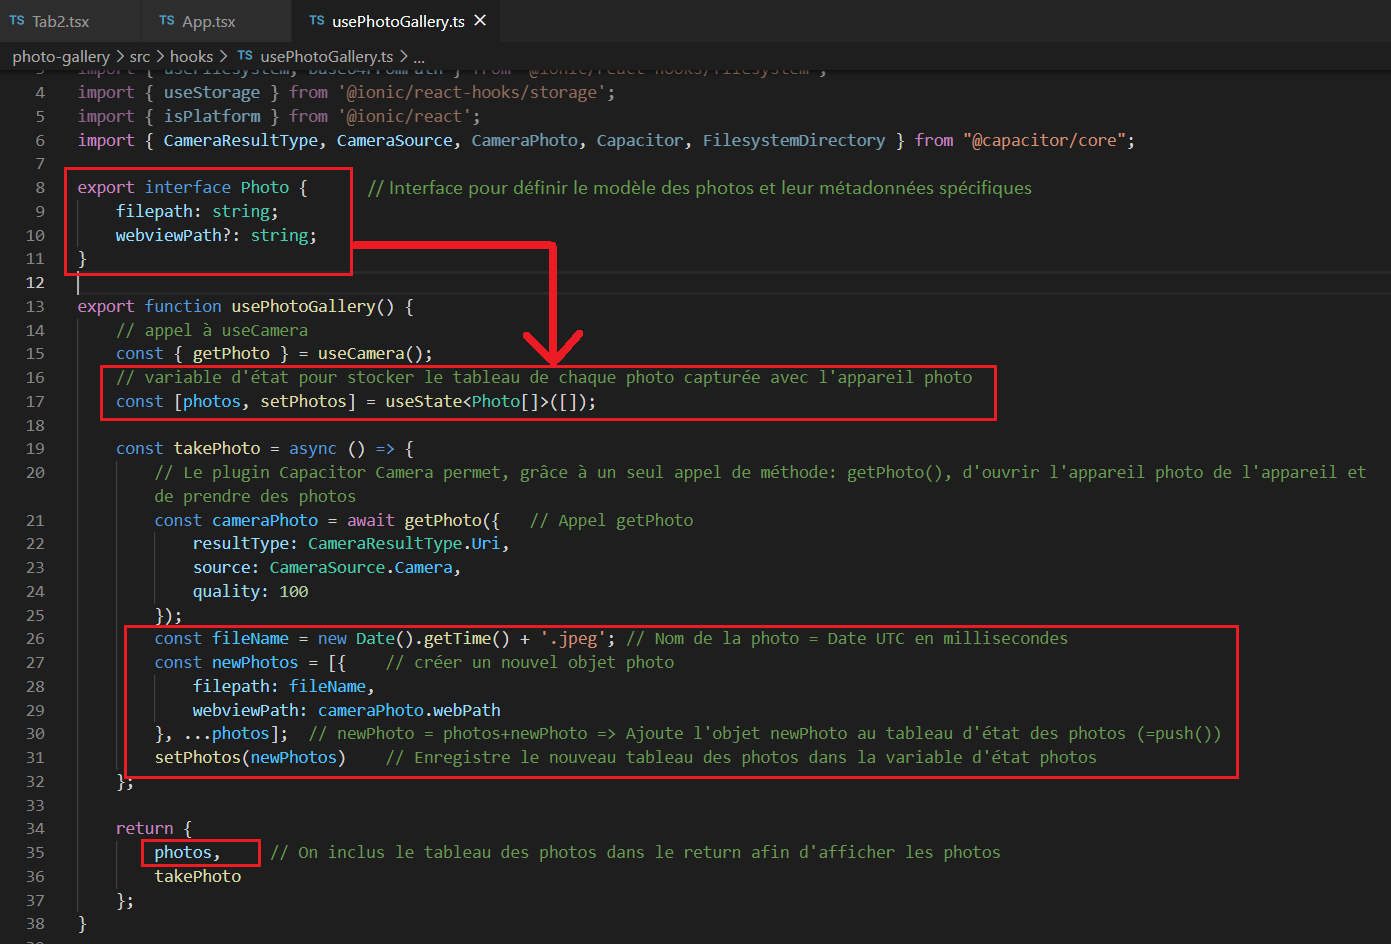 TS Tab2.tsx TS App.tsx TS usePhotoGallery.ts ×
photo-gallery > src > hooks > TS usePhotoGallery.ts > ...
3 import { useFilesystem, base64FromPath } from '@ionic/react-hooks/filesystem';
4 import { useStorage } from '@ionic/react-hooks/storage';
5 import { isPlatform } from '@ionic/react';
6 import { CameraResultType, CameraSource, CameraPhoto, Capacitor, FilesystemDirectory } from "@capacitor/core";
7
8 export interface Photo { // Interface pour définir le modèle des photos et leur métadonnées spécifiques
9 filepath: string;
10 webviewPath?: string;
11 }
12
13 export function usePhotoGallery() {
14 // appel à useCamera
15 const { getPhoto } = useCamera();
16 // variable d'état pour stocker le tableau de chaque photo capturée avec l'appareil photo
17 const [photos, setPhotos] = useState<Photo[]>([]);
18
19 const takePhoto = async () => {
20 // Le plugin Capacitor Camera permet, grâce à un seul appel de méthode: getPhoto(), d'ouvrir l'appareil photo de l'appareil et
de prendre des photos
21 const cameraPhoto = await getPhoto({ // Appel getPhoto
22 resultType: CameraResultType.Uri,
23 source: CameraSource.Camera,
24 quality: 100
25 });
26 const fileName = new Date().getTime() + '.jpeg'; // Nom de la photo = Date UTC en millisecondes
27 const newPhotos = [{ // créer un nouvel objet photo
28 filepath: fileName,
29 webviewPath: cameraPhoto.webPath
30 }, ...photos]; // newPhoto = photos+newPhoto => Ajoute l'objet newPhoto au tableau d'état des photos (=push())
31 setPhotos(newPhotos) // Enregistre le nouveau tableau des photos dans la variable d'état photos
32 };
33
34 return {
35 photos, // On inclus le tableau des photos dans le return afin d'afficher les photos
36 takePhoto
37 };
38 }